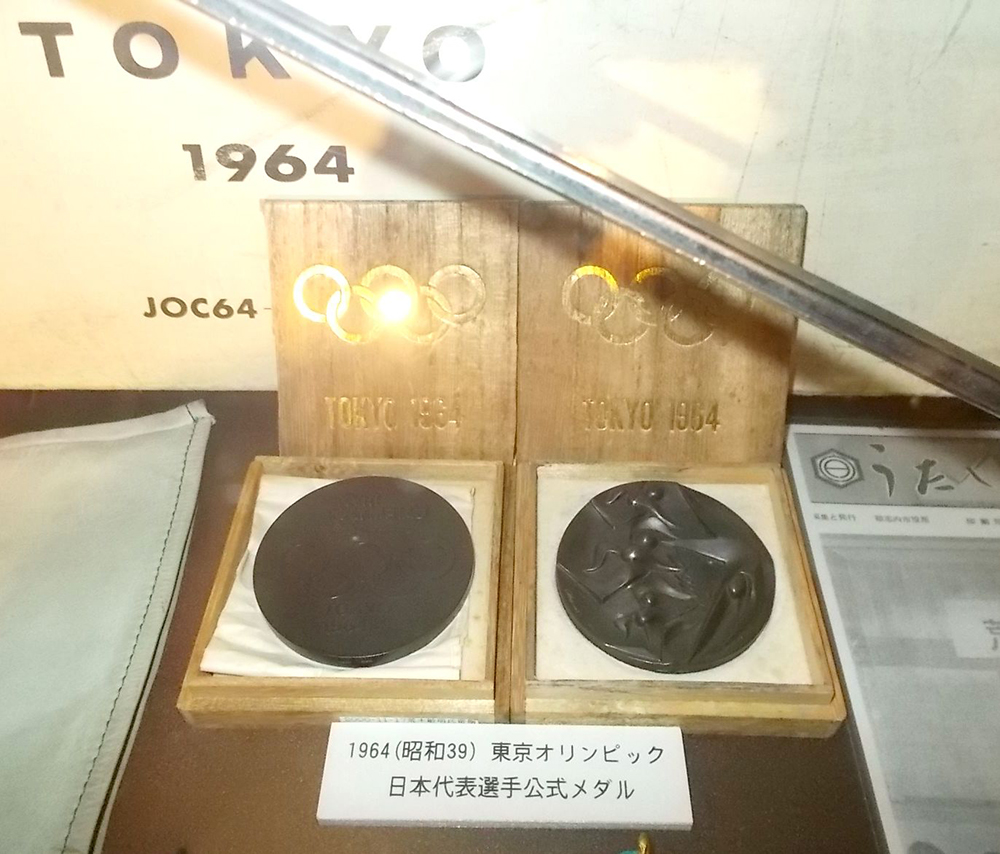 TOKYO
1964
JOC64-
TOKYO 1964
TOKYO 1964
うた
1964(昭和39) 東京オリンピック
日本代表選手公式メダル